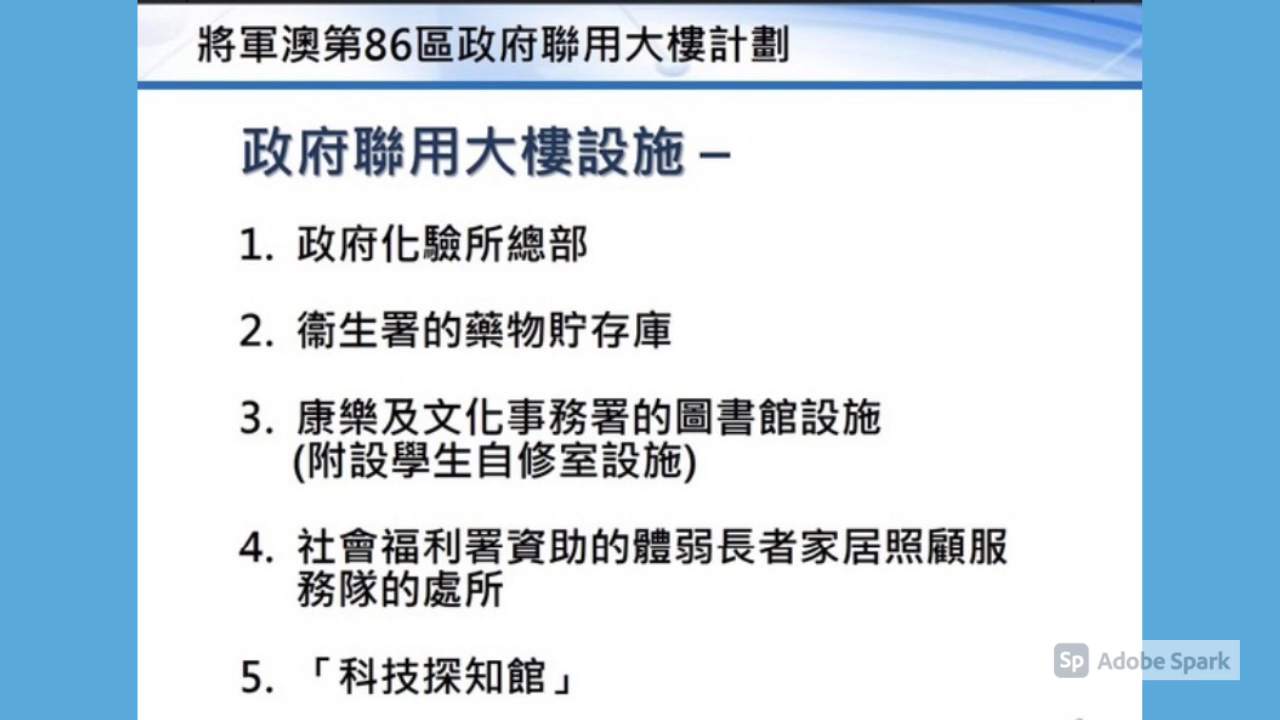 將軍澳第86區政府聯用大樓計劃
政府聯用大樓設施 –
1. 政府化驗所總部
2. 衞生署的藥物貯存庫
3. 康樂及文化事務署的圖書館設施
(附設學生自修室設施)
4. 社會福利署資助的體弱長者家居照顧服
務隊的處所
5. 「科技探知館」
Sp Adobe Spark